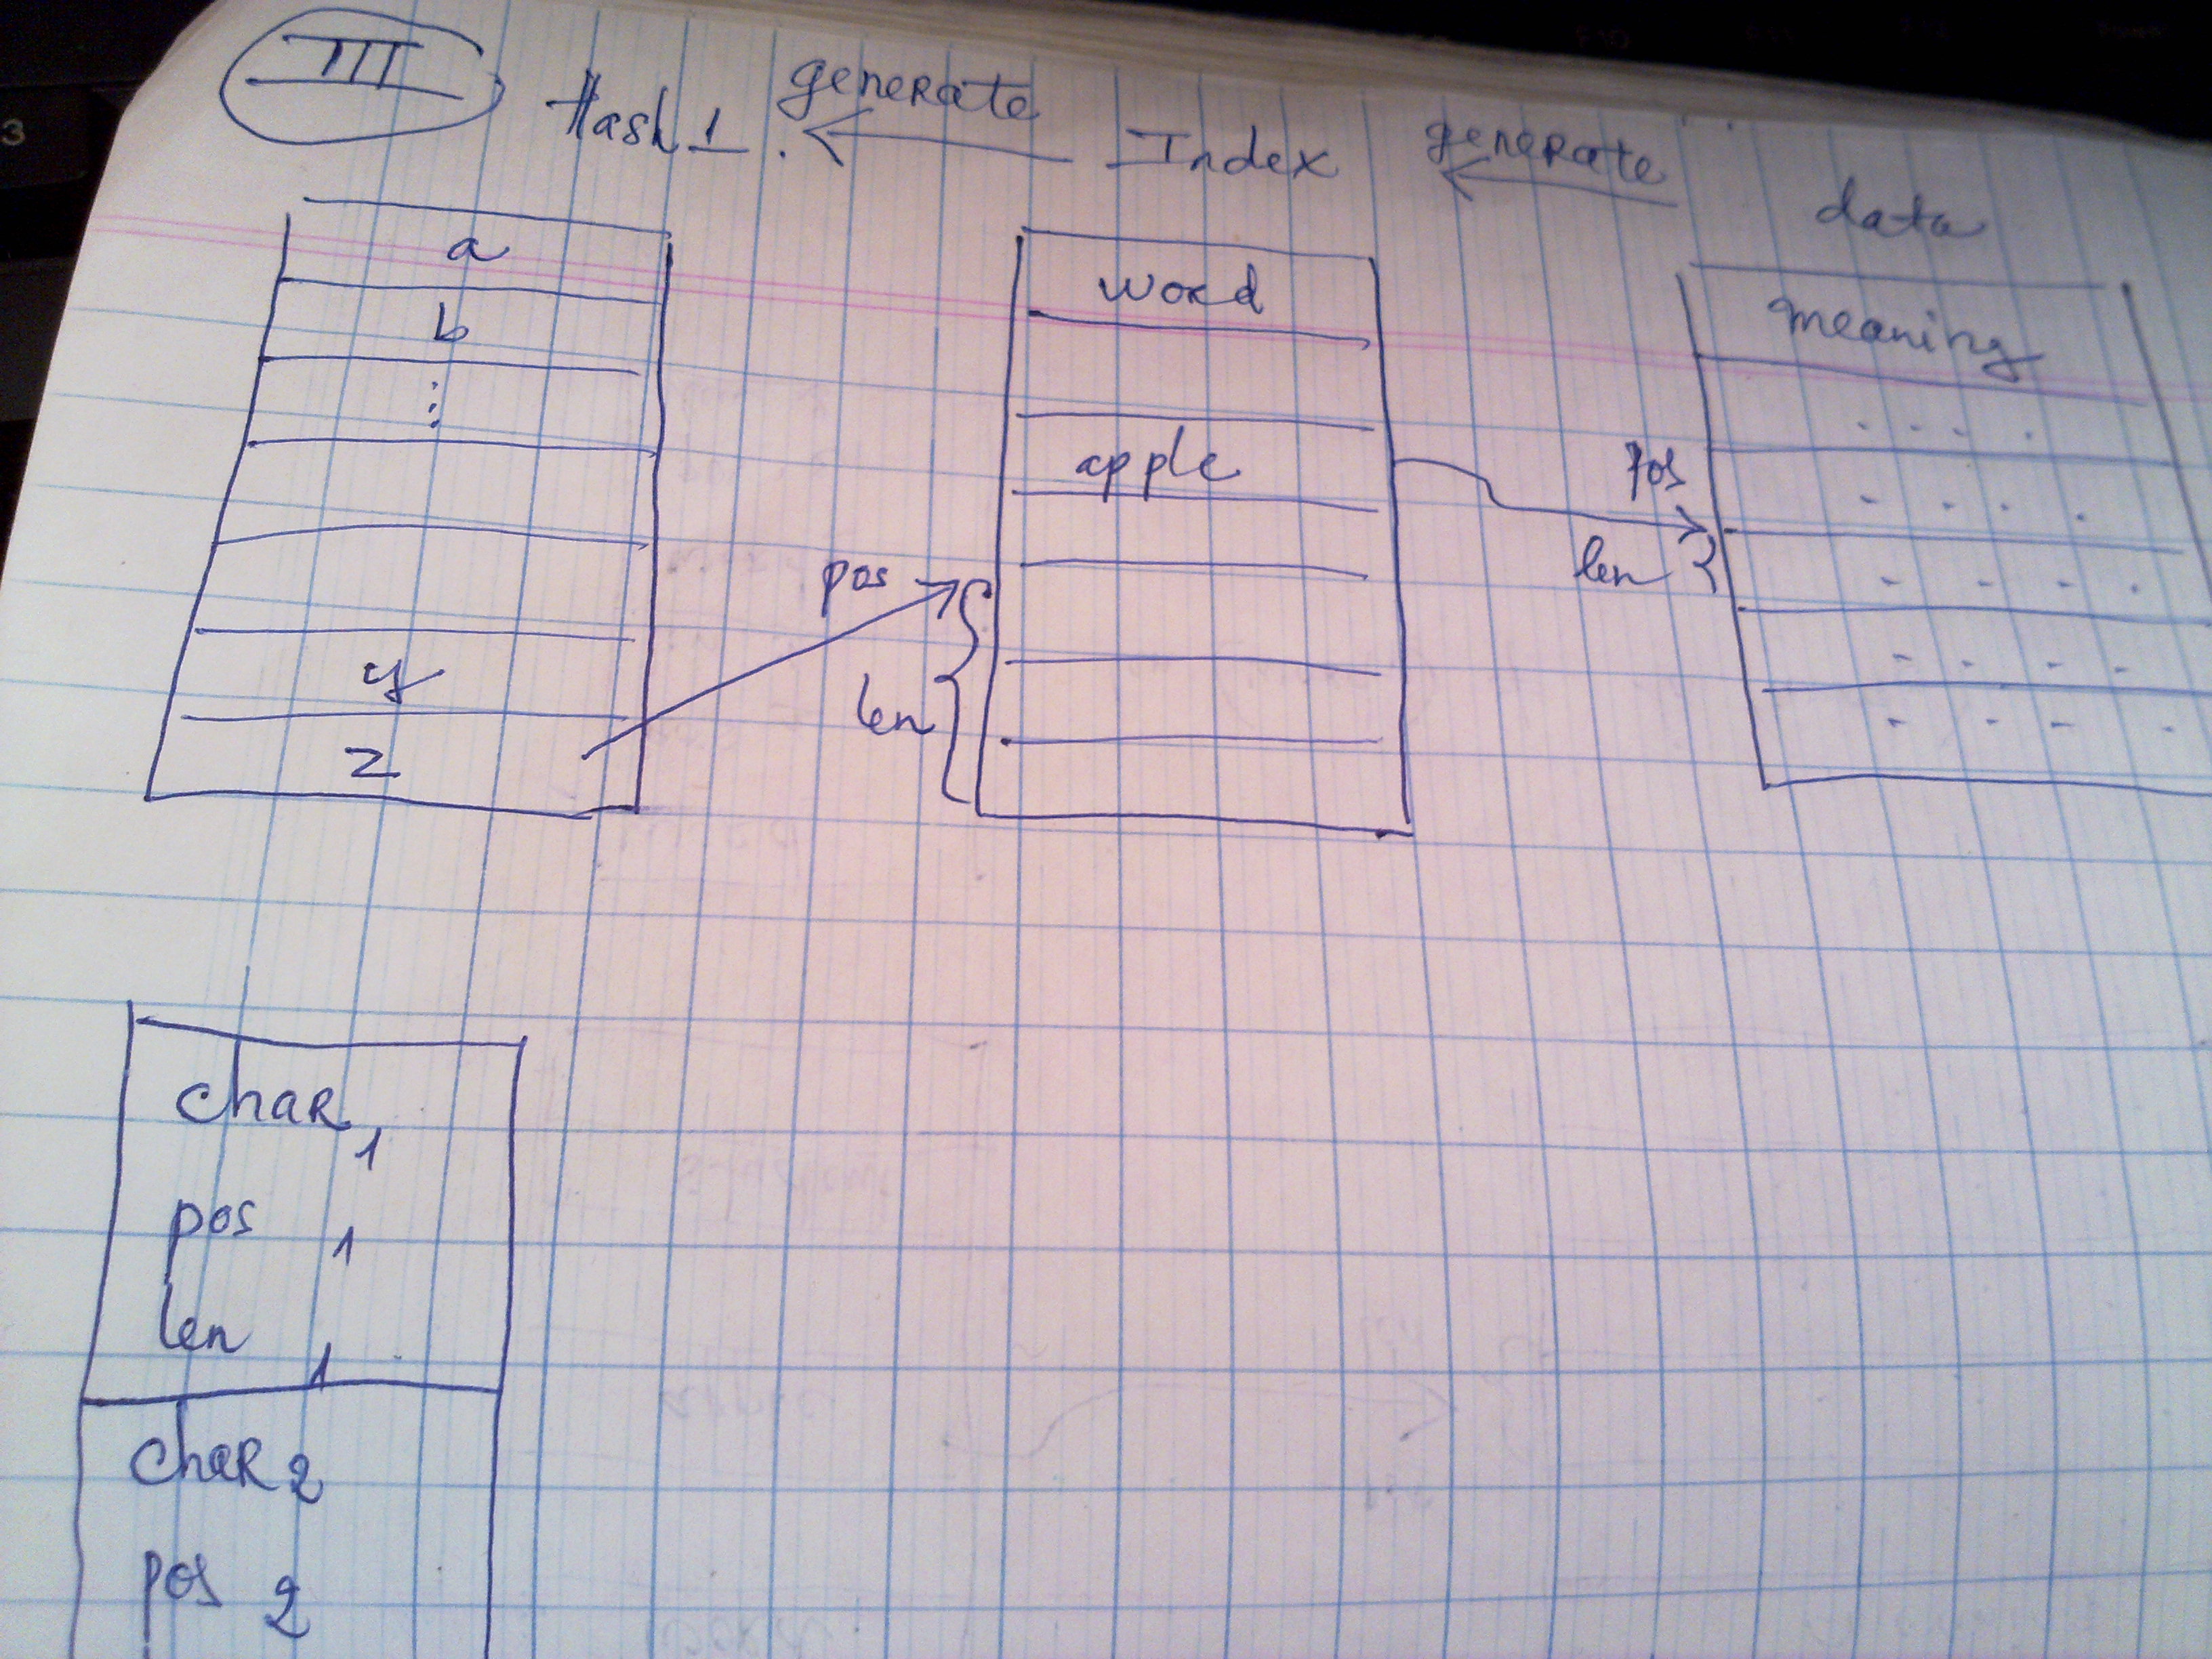 III
Hash 1. generate Index generate data
a
b
⋮
y
z
word
apple
meaning
pos
len
pos
len
char 1
pos 1
len 1
char 2
pos 2